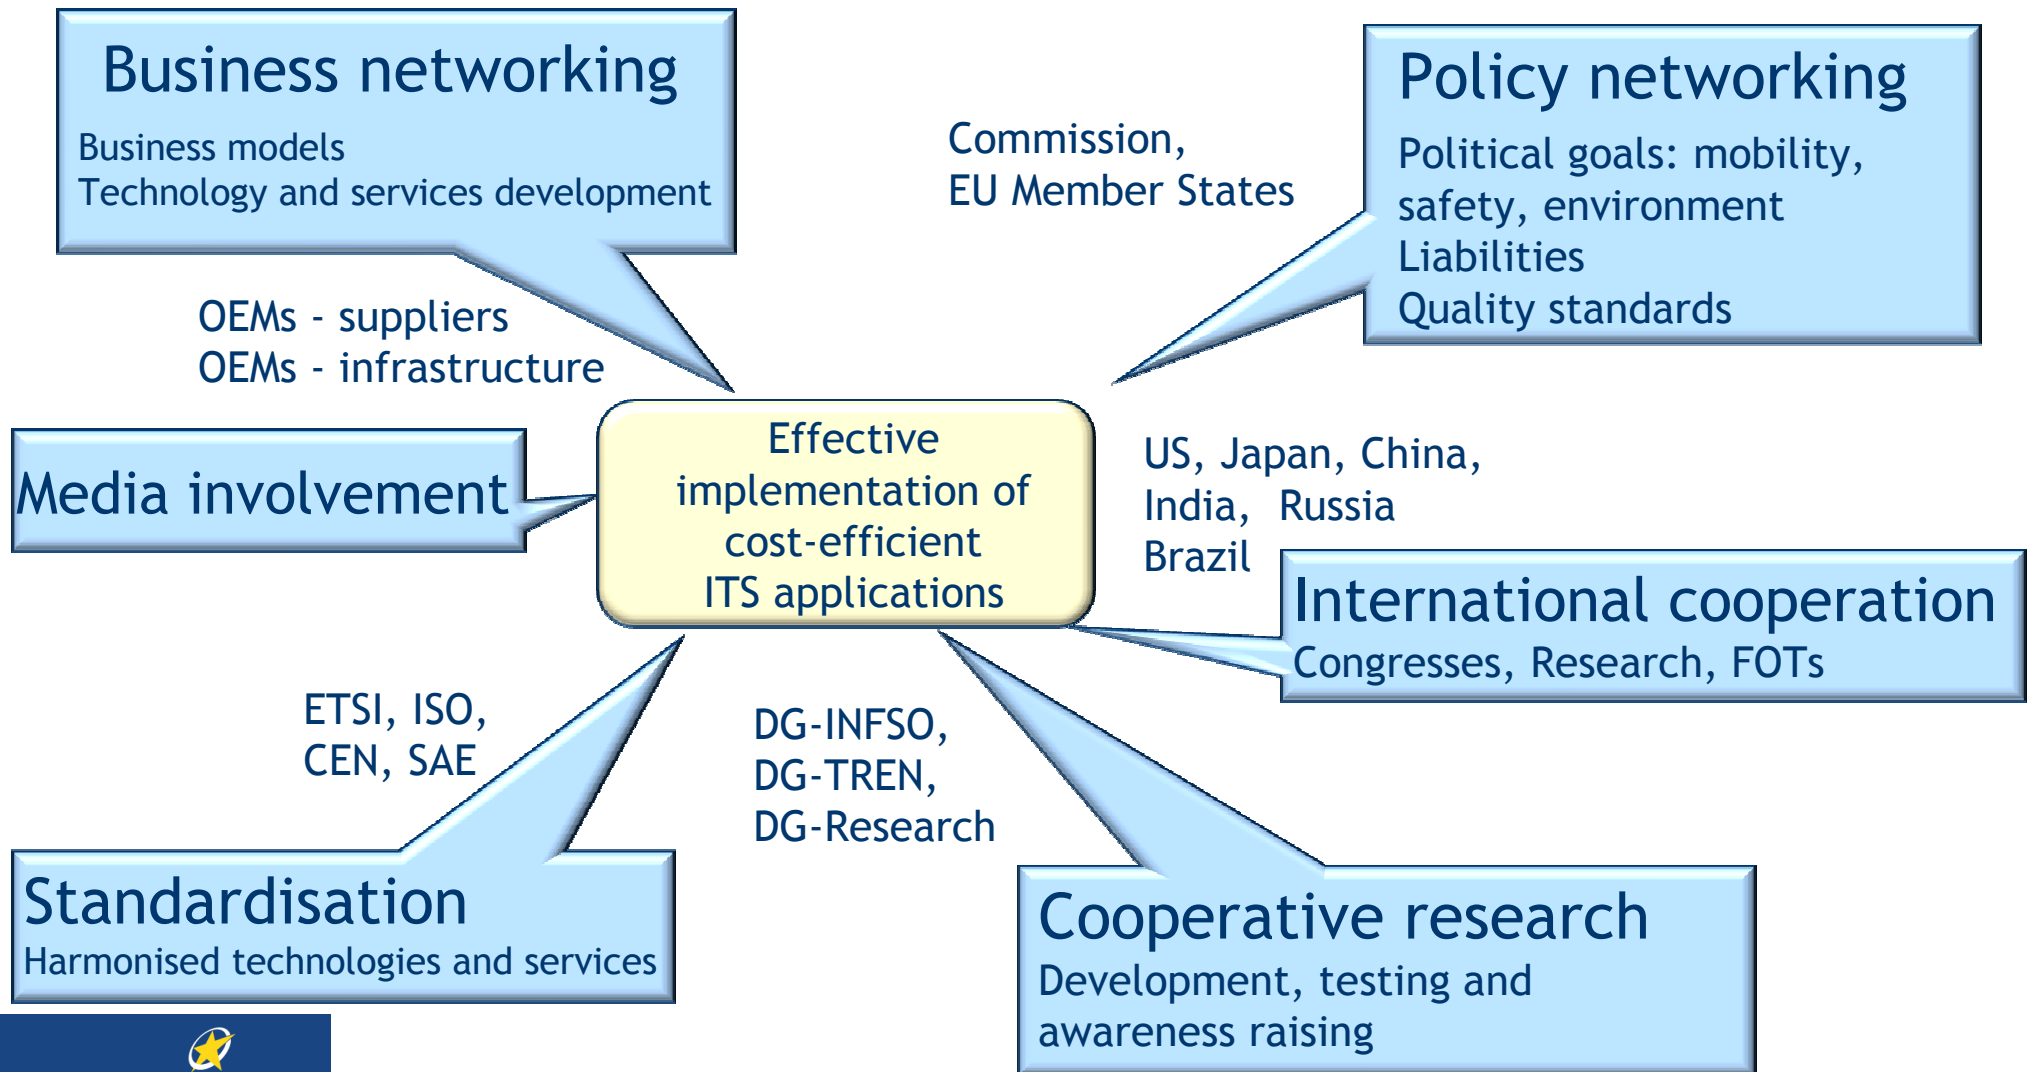 Business networking
Business models
Technology and services development
Policy networking
Political goals: mobility,
safety, environment
Liabilities
Quality standards
Commission,
EU Member States
OEMs - suppliers
OEMs - infrastructure
Media involvement
Effective
implementation of
cost-efficient
ITS applications
US, Japan, China,
India, Russia
Brazil
International cooperation
Congresses, Research, FOTs
ETSI, ISO,
CEN, SAE
DG-INFSO,
DG-TREN,
DG-Research
Standardisation
Harmonised technologies and services
Cooperative research
Development, testing and
awareness raising